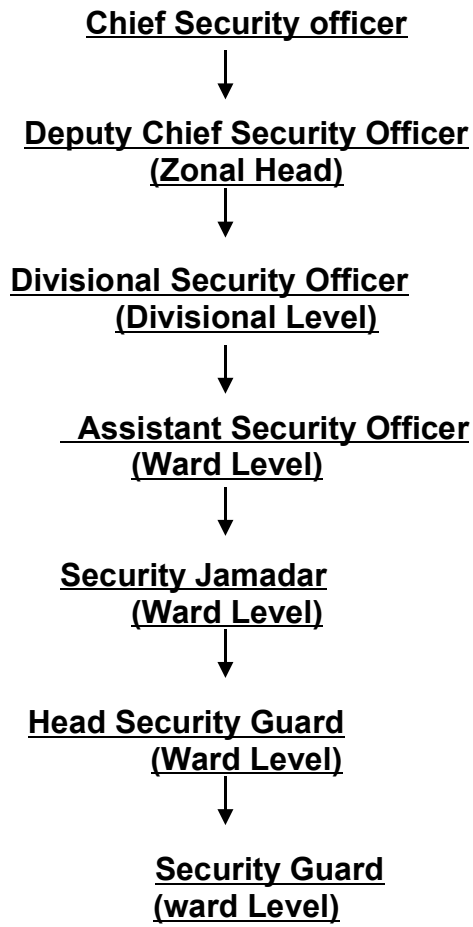 Chief Security officer
Deputy Chief Security Officer
(Zonal Head)
Divisional Security Officer
(Divisional Level)
Assistant Security Officer
(Ward Level)
Security Jamadar
(Ward Level)
Head Security Guard
(Ward Level)
Security Guard
(ward Level)